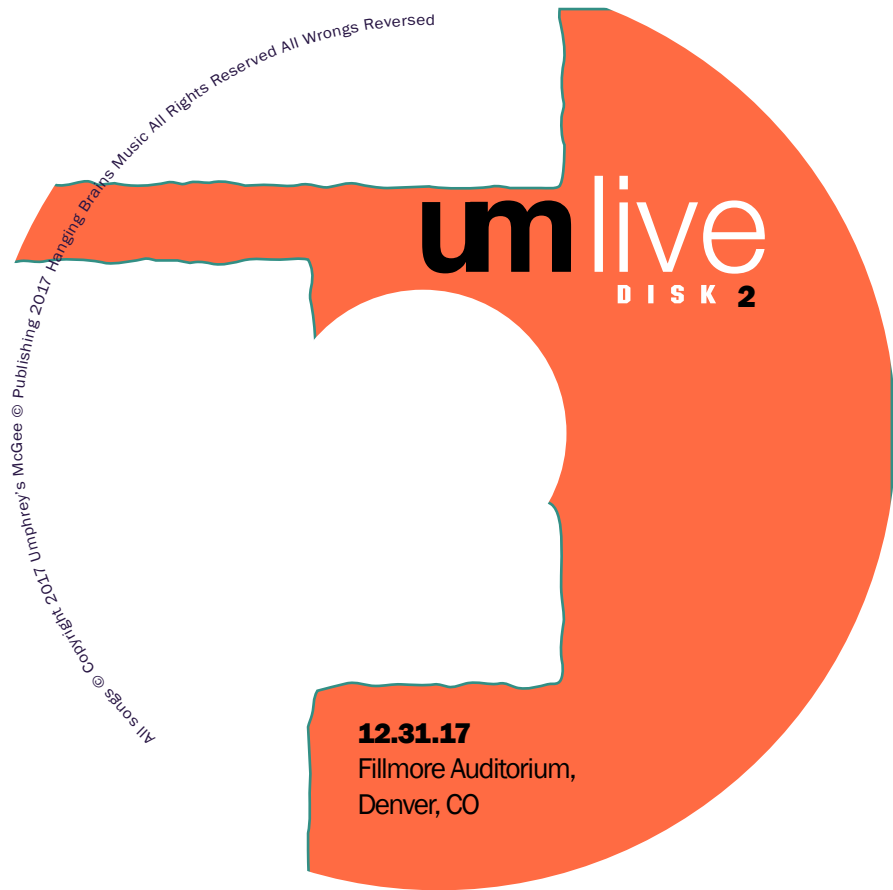 All songs © Copyright 2017 Umphrey's McGee © Publishing 2017 Hanging Brains Music All Rights Reserved All Wrongs Reversed
um live
DISK 2
12.31.17
Fillmore Auditorium,
Denver, CO